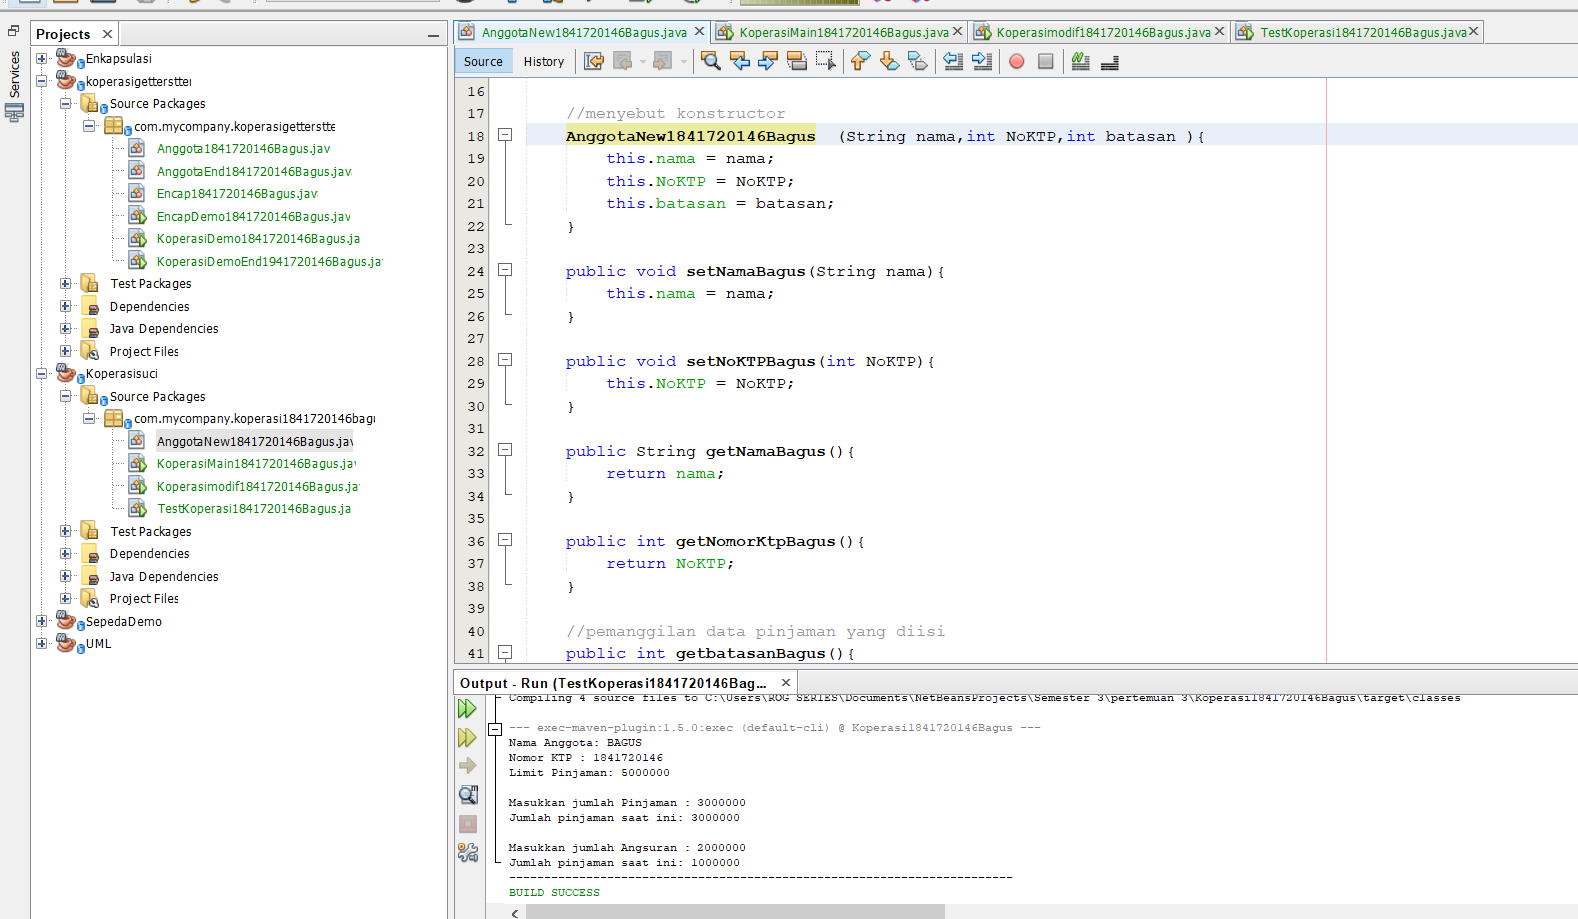 Services
Projects
Enkapsulasi
koperasigetterstter
Source Packages
com.mycompany.koperasigetterstte
Anggota1841720146Bagus.jav
AnggotaEnd1841720146Bagus.jav
Encap1841720146Bagus.jav
EncapDemo1841720146Bagus.jav
KoperasiDemo1841720146Bagus.ja
KoperasiDemoEnd1941720146Bagus.ja
Test Packages
Dependencies
Java Dependencies
Project Files
Koperasisuci
Source Packages
com.mycompany.koperasi1841720146bagu
AnggotaNew1841720146Bagus.jav
KoperasiMain1841720146Bagus.jav
Koperasimodif1841720146Bagus.ja
TestKoperasi1841720146Bagus.ja
Test Packages
Dependencies
Java Dependencies
Project Files
SepedaDemo
UML
AnggotaNew1841720146Bagus.java KoperasiMain1841720146Bagus.java Koperasimodif1841720146Bagus.java TestKoperasi1841720146Bagus.java
Source History
16
17 //menyebut konstructor
18 AnggotaNew1841720146Bagus (String nama,int NoKTP,int batasan ){
19 this.nama = nama;
20 this.NoKTP = NoKTP;
21 this.batasan = batasan;
22 }
23
24 public void setNamaBagus(String nama){
25 this.nama = nama;
26 }
27
28 public void setNoKTPBagus(int NoKTP){
29 this.NoKTP = NoKTP;
30 }
31
32 public String getNamaBagus(){
33 return nama;
34 }
35
36 public int getNomorKtpBagus(){
37 return NoKTP;
38 }
39
40 //pemanggilan data pinjaman yang diisi
41 public int getbatasanBagus(){
Output - Run (TestKoperasi1841720146Bag...
Compiling 4 source files to C:\Users\ROG SERIES\Documents\NetBeansProjects\Semester 3\pertemuan 3\Koperasi1841720146Bagus\target\classes
--- exec-maven-plugin:1.5.0:exec (default-cli) @ Koperasi1841720146Bagus ---
Nama Anggota: BAGUS
Nomor KTP : 1841720146
Limit Pinjaman: 5000000
Masukkan jumlah Pinjaman : 3000000
Jumlah pinjaman saat ini: 3000000
Masukkan jumlah Angsuran : 2000000
Jumlah pinjaman saat ini: 1000000
------------------------------------------------------------------------
BUILD SUCCESS